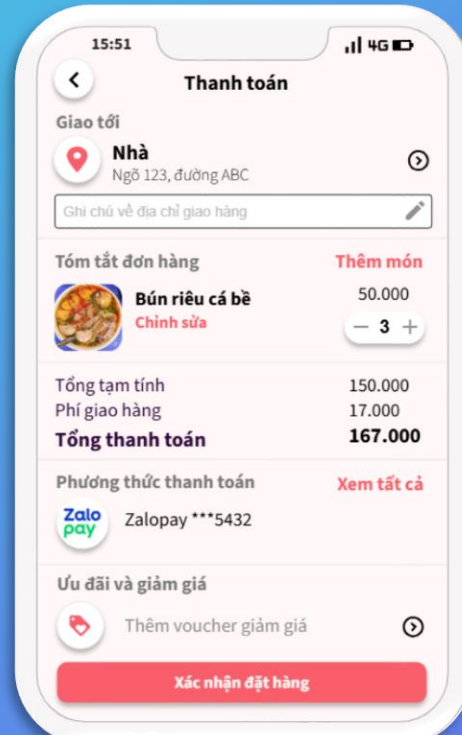 15:51
4G
Thanh toán
Giao tới
Nhà
Ngõ 123, đường ABC
Ghi chú về địa chỉ giao hàng
Tóm tắt đơn hàng
Thêm món
Bún riêu cá bề
50.000
Chỉnh sửa
3
Tổng tạm tính
150.000
Phí giao hàng
17.000
Tổng thanh toán
167.000
Phương thức thanh toán
Xem tất cả
Zalo
pay
Zalopay ***5432
Ưu đãi và giảm giá
Thêm voucher giảm giá
Xác nhận đặt hàng